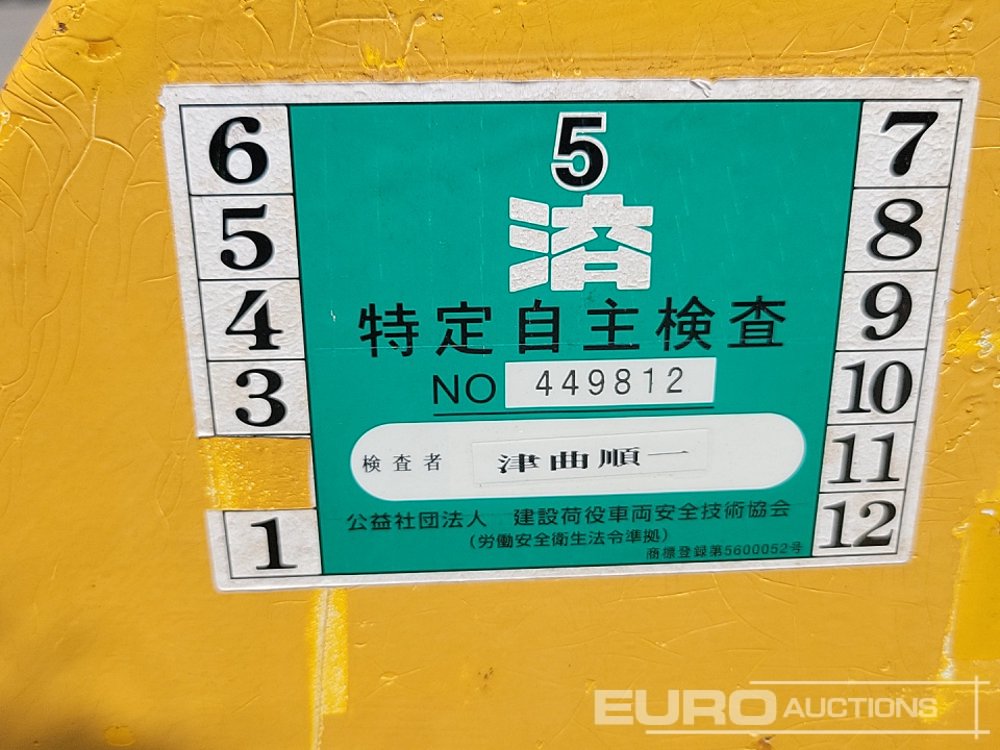 6
5
4
3
1
5
済
特定自主検査
NO 449812
検査者 津曲順一
公益社団法人 建設荷役車両安全技術協会
(労働安全衛生法令準拠)
商標登録第5600052号
7
8
9
10
11
12
EURO AUCTIONS